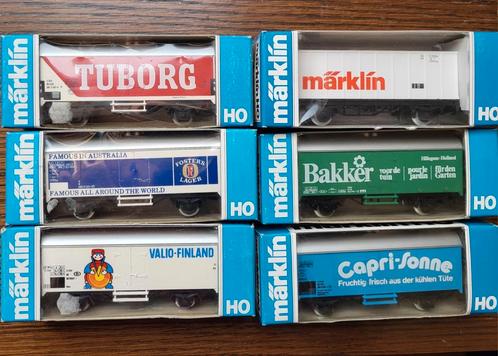 märklin
TUBORG
HO
märklin
märklin
HO
märklin
FAMOUS IN AUSTRALIA
FOSTER'S
LAGER
FAMOUS ALL AROUND THE WORLD
HO
märklin
Hillegom-Holland
Bakker
voor de
tuin
pour le
jardin
für den
Garten
HO
märklin
VALIO-FINLAND
HO
märklin
Capri-Sonne
Fruchtig frisch aus der kühlen Tüte
HO